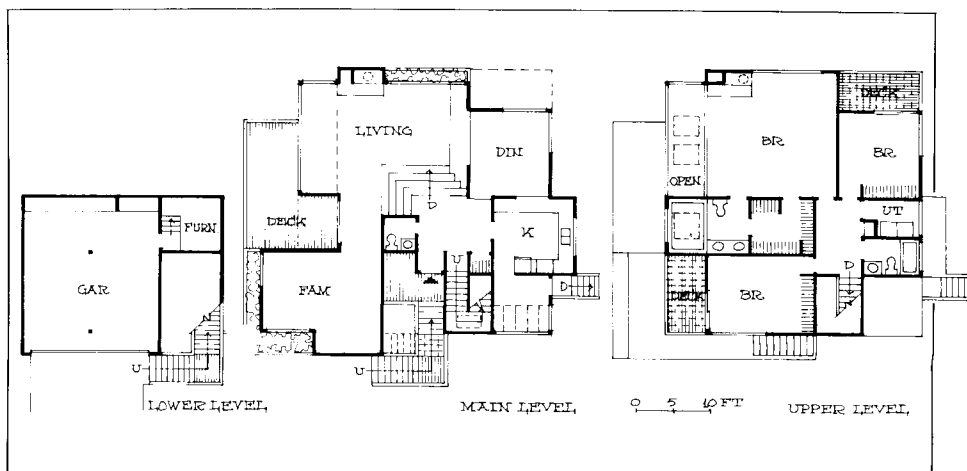 FURN
GAR
U
LOWER LEVEL
LIVING
DIN
D
DECK
K
U
FAM
D
U
MAIN LEVEL
DECK
BR
BR
OPEN
UT
D
DECK
BR
0 5 10 FT
UPPER LEVEL